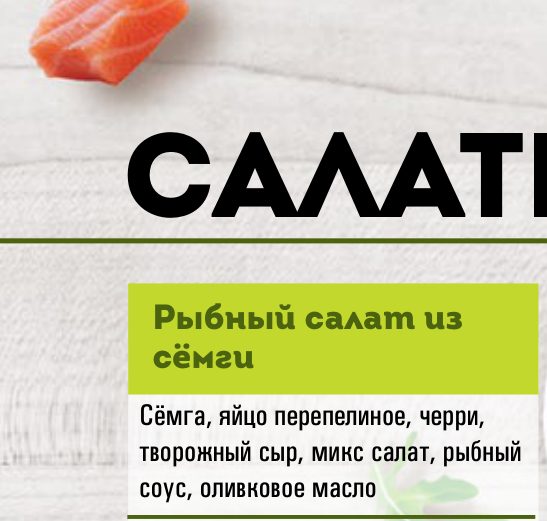 САЛАТ
Рыбный салат из
сёмги
Сёмга, яйцо перепелиное, черри,
творожный сыр, микс салат, рыбный
соус, оливковое масло